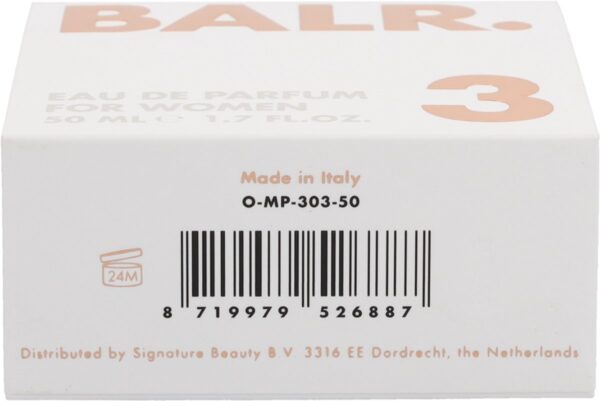 BALR.
EAU DE PARFUM
FOR WOMEN
50 ML ℮ 1.7 FL.OZ.
3
Made in Italy
O-MP-303-50
24M
8 719979 526887
Distributed by Signature Beauty B V 3316 EE Dordrecht, the Netherlands